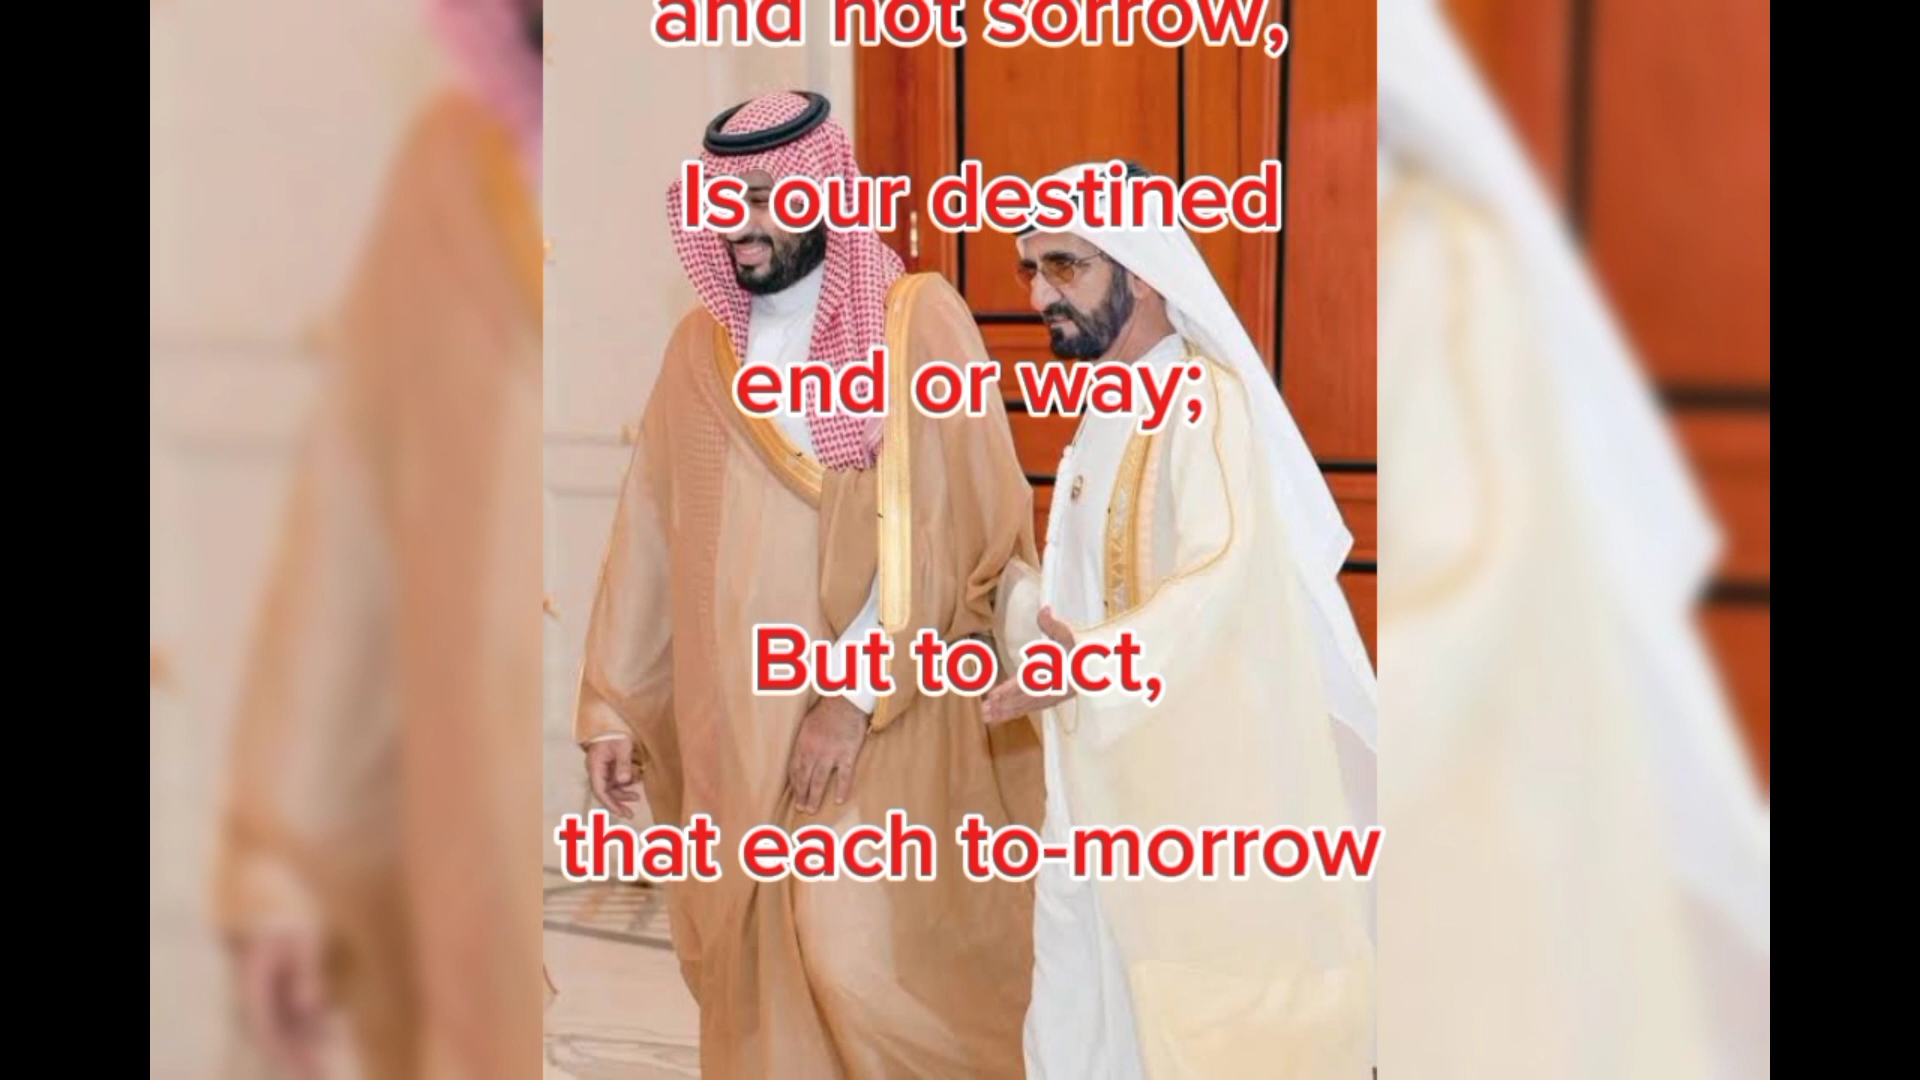 and not sorrow,
Is our destined
end or way;
But to act,
that each to-morrow